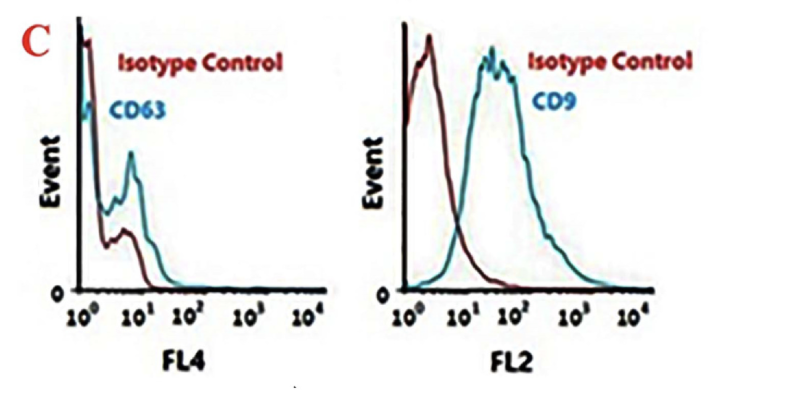 C
Isotype Control
CD63
Event
0
10⁰ 10¹ 10² 10³ 10⁴
FL4
Isotype Control
CD9
Event
0
10⁰ 10¹ 10² 10³ 10⁴
FL2